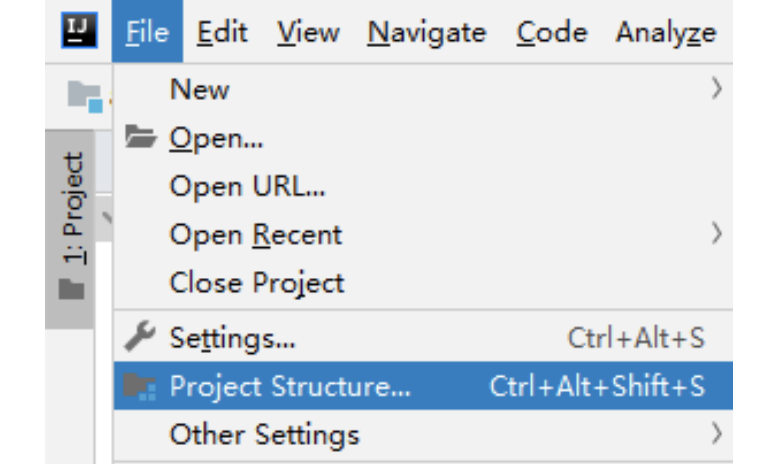 IJ File Edit View Navigate Code Analyze
New
Open...
Open URL...
1: Project
Open Recent
Close Project
Settings... Ctrl+Alt+S
Project Structure... Ctrl+Alt+Shift+S
Other Settings